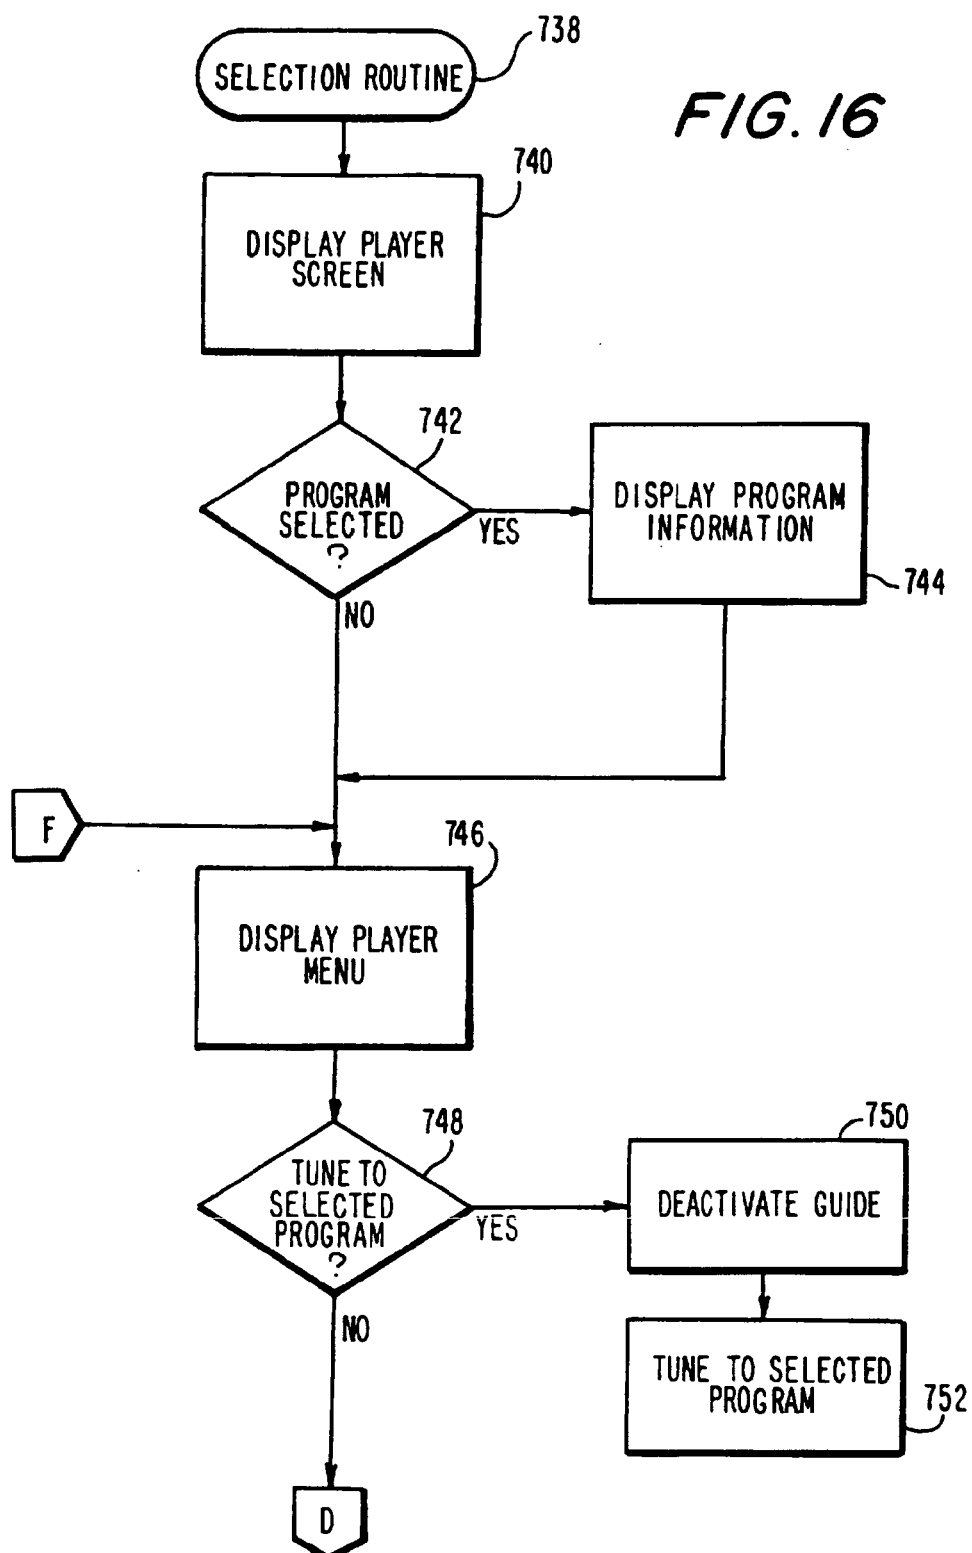 738
SELECTION ROUTINE
FIG. 16
740
DISPLAY PLAYER
SCREEN
742
PROGRAM
SELECTED
?
YES
NO
DISPLAY PROGRAM
INFORMATION
744
F
746
DISPLAY PLAYER
MENU
748
TUNE TO
SELECTED
PROGRAM
?
YES
NO
750
DEACTIVATE GUIDE
TUNE TO SELECTED
PROGRAM
752
D